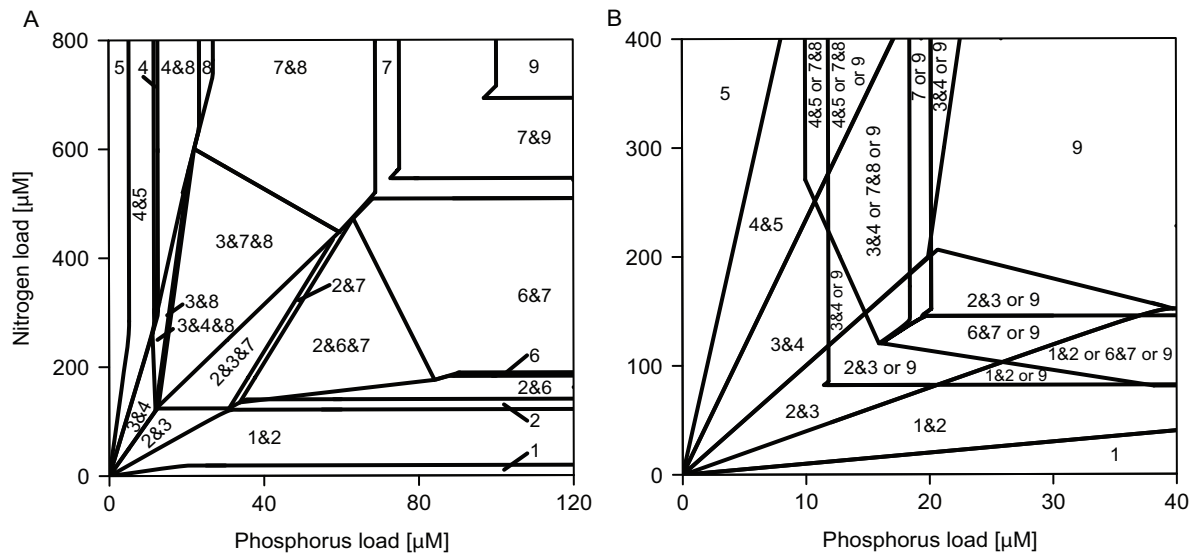 A
B
Nitrogen load [µM]
800
600
400
200
0
5
4
4&8
8
7&8
7
9
7&9
4&5
3&7&8
3&8
3&4&8
2&7
6&7
2&6&7
2&3&7
6
2&6
2
3&4
2&3
1&2
1
0
40
80
120
Phosphorus load [µM]
400
300
200
100
0
5
4&5 or 7&8
4&5 or 7&8
or 9
7 or 9
3&4 or 9
3&4 or 7&8 or 9
9
4&5
3&4 or 9
2&3 or 9
3&4
6&7 or 9
2&3 or 9
1&2 or 6&7 or 9
1&2 or 9
2&3
1&2
1
0
10
20
30
40
Phosphorus load [µM]